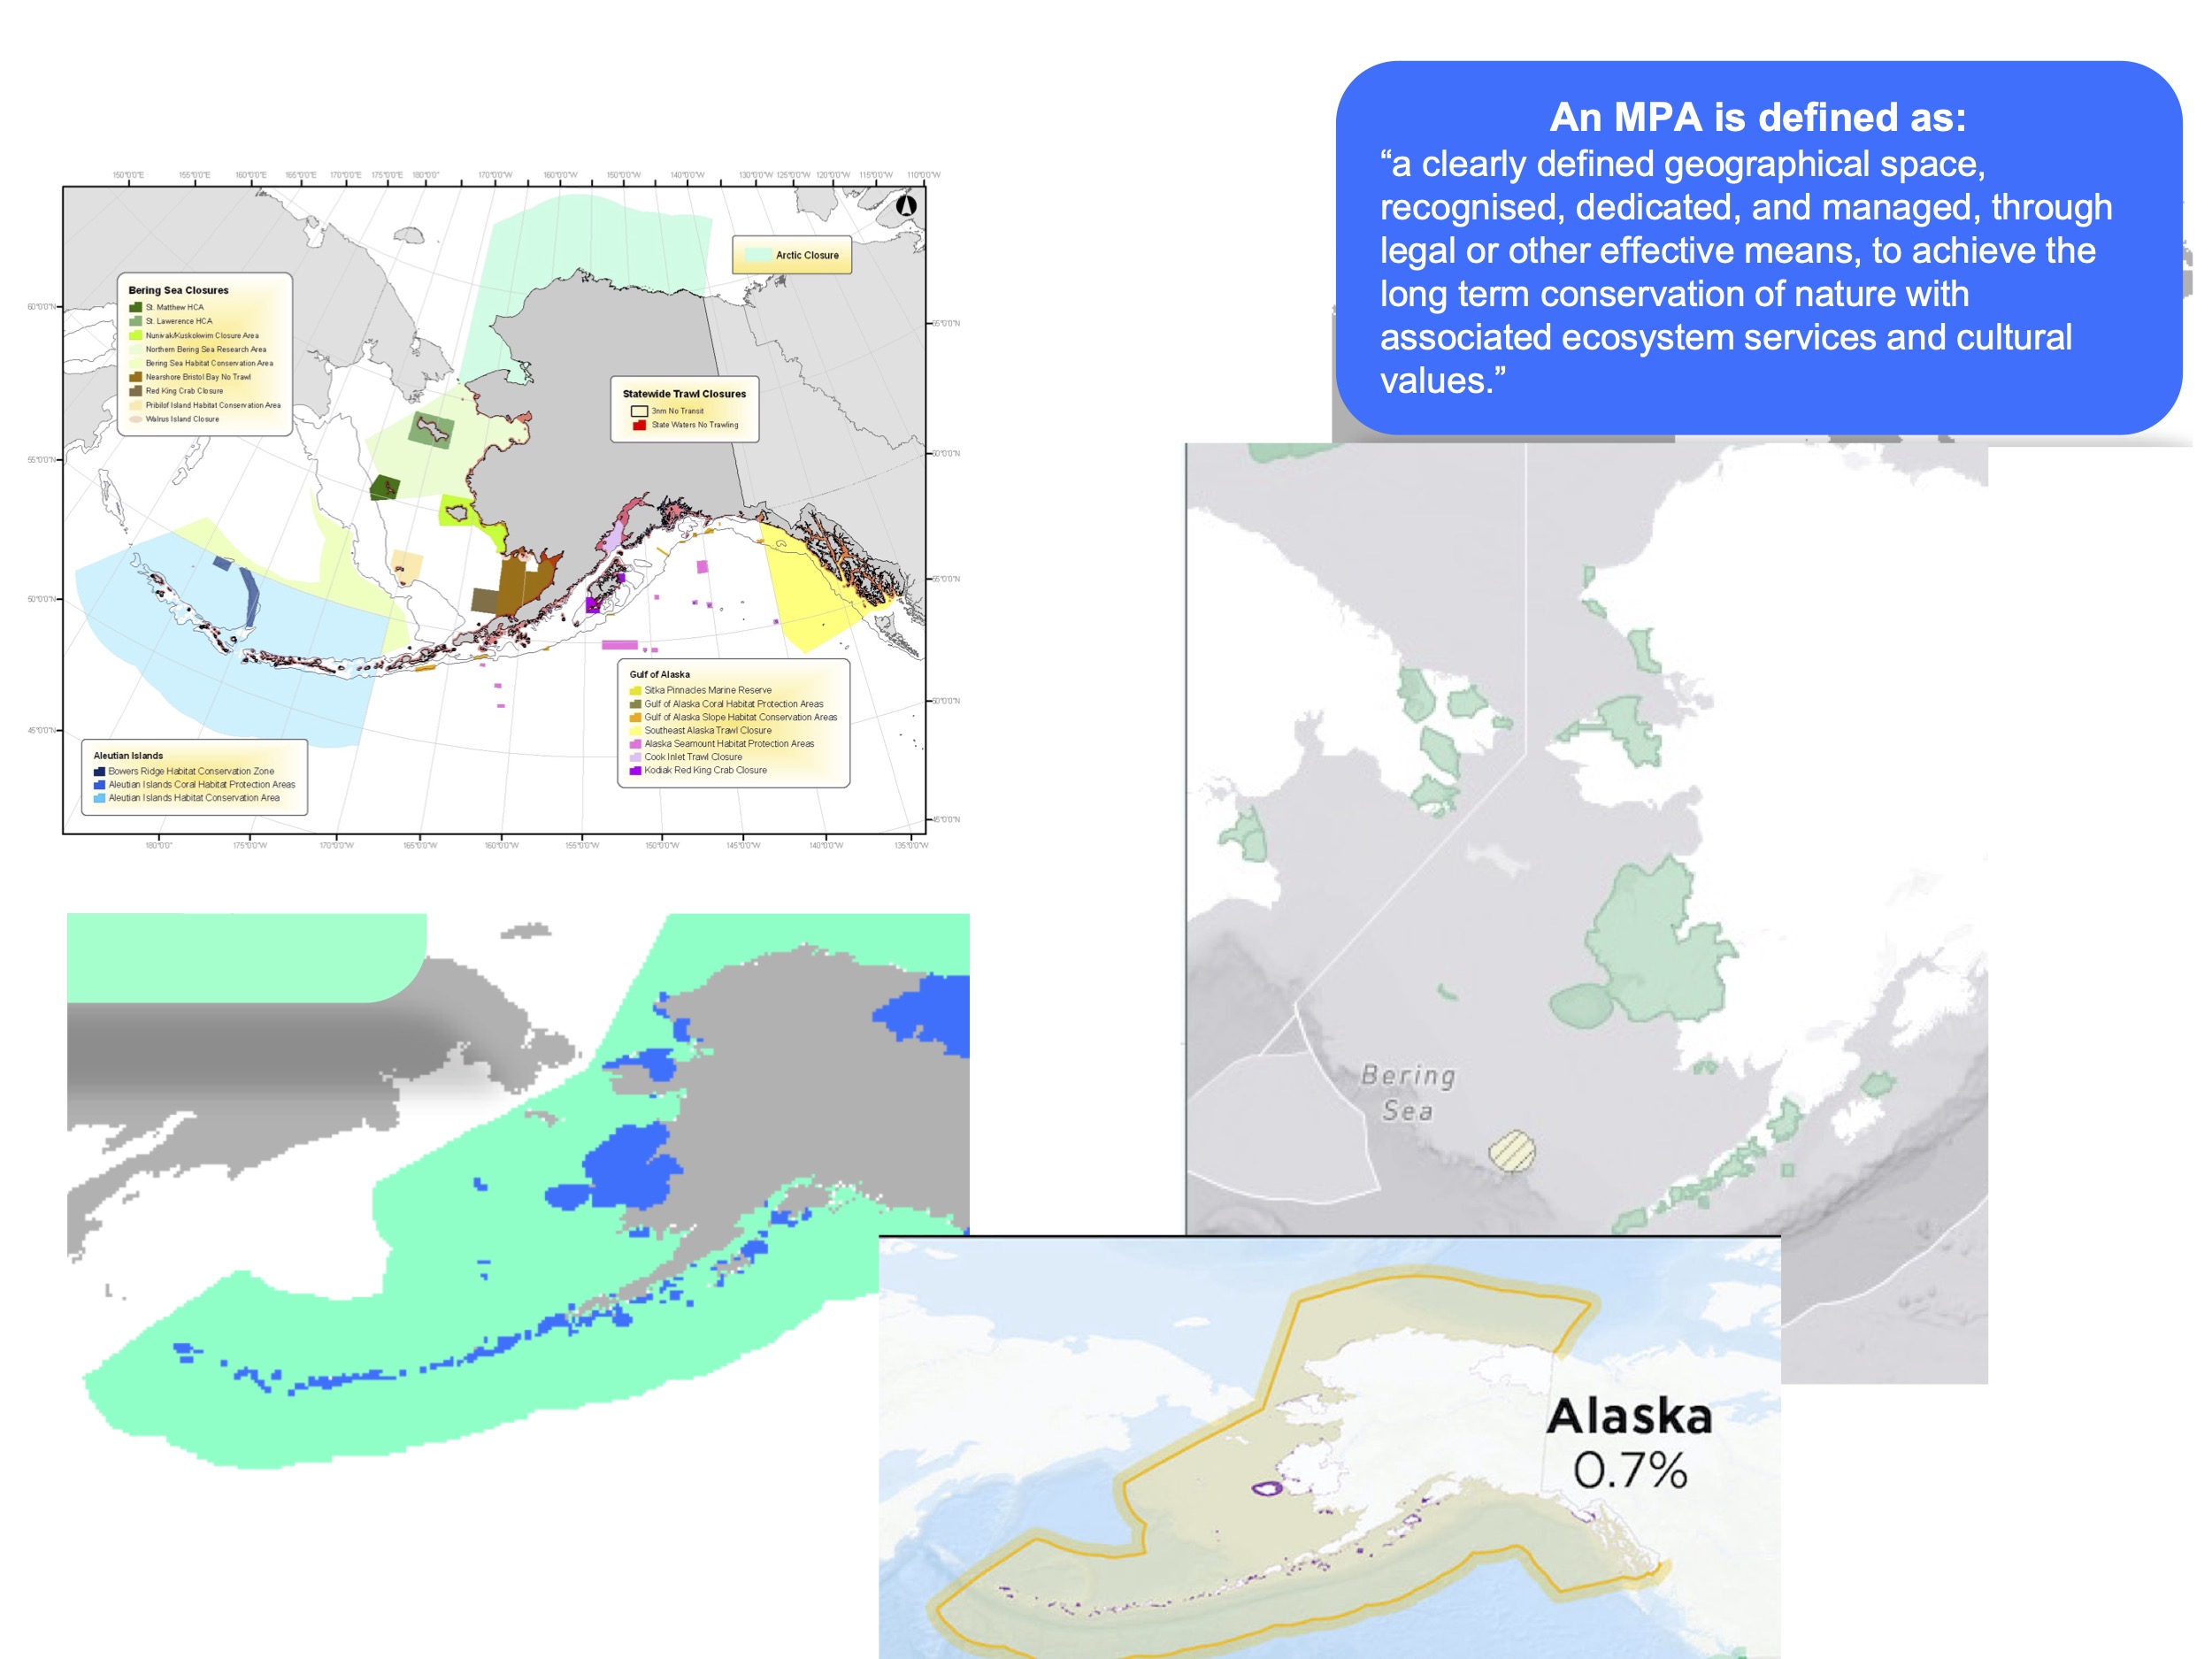 An MPA is defined as:
“a clearly defined geographical space,
recognised, dedicated, and managed, through
legal or other effective means, to achieve the
long term conservation of nature with
associated ecosystem services and cultural
values.”
Arctic Closure
Bering Sea Closures
St. Matthew HCA
St. Lawerence HCA
Nunivak/Kuskokwim Closure Area
Northern Bering Sea Research Area
Bering Sea Habitat Conservation Area
Nearshore Bristol Bay No Trawl
Red King Crab Closure
Pribilof Island Habitat Conservation Area
Walrus Island Closure
Statewide Trawl Closures
3nm No Transit
State Waters No Trawling
Gulf of Alaska
Sitka Pinnacles Marine Reserve
Gulf of Alaska Coral Habitat Protection Areas
Gulf of Alaska Slope Habitat Conservation Areas
Southeast Alaska Trawl Closure
Alaska Seamount Habitat Protection Areas
Cook Inlet Trawl Closure
Kodiak Red King Crab Closure
Aleutian Islands
Bowers Ridge Habitat Conservation Zone
Aleutian Islands Coral Habitat Protection Areas
Aleutian Islands Habitat Conservation Area
Bering
Sea
Alaska
0.7%